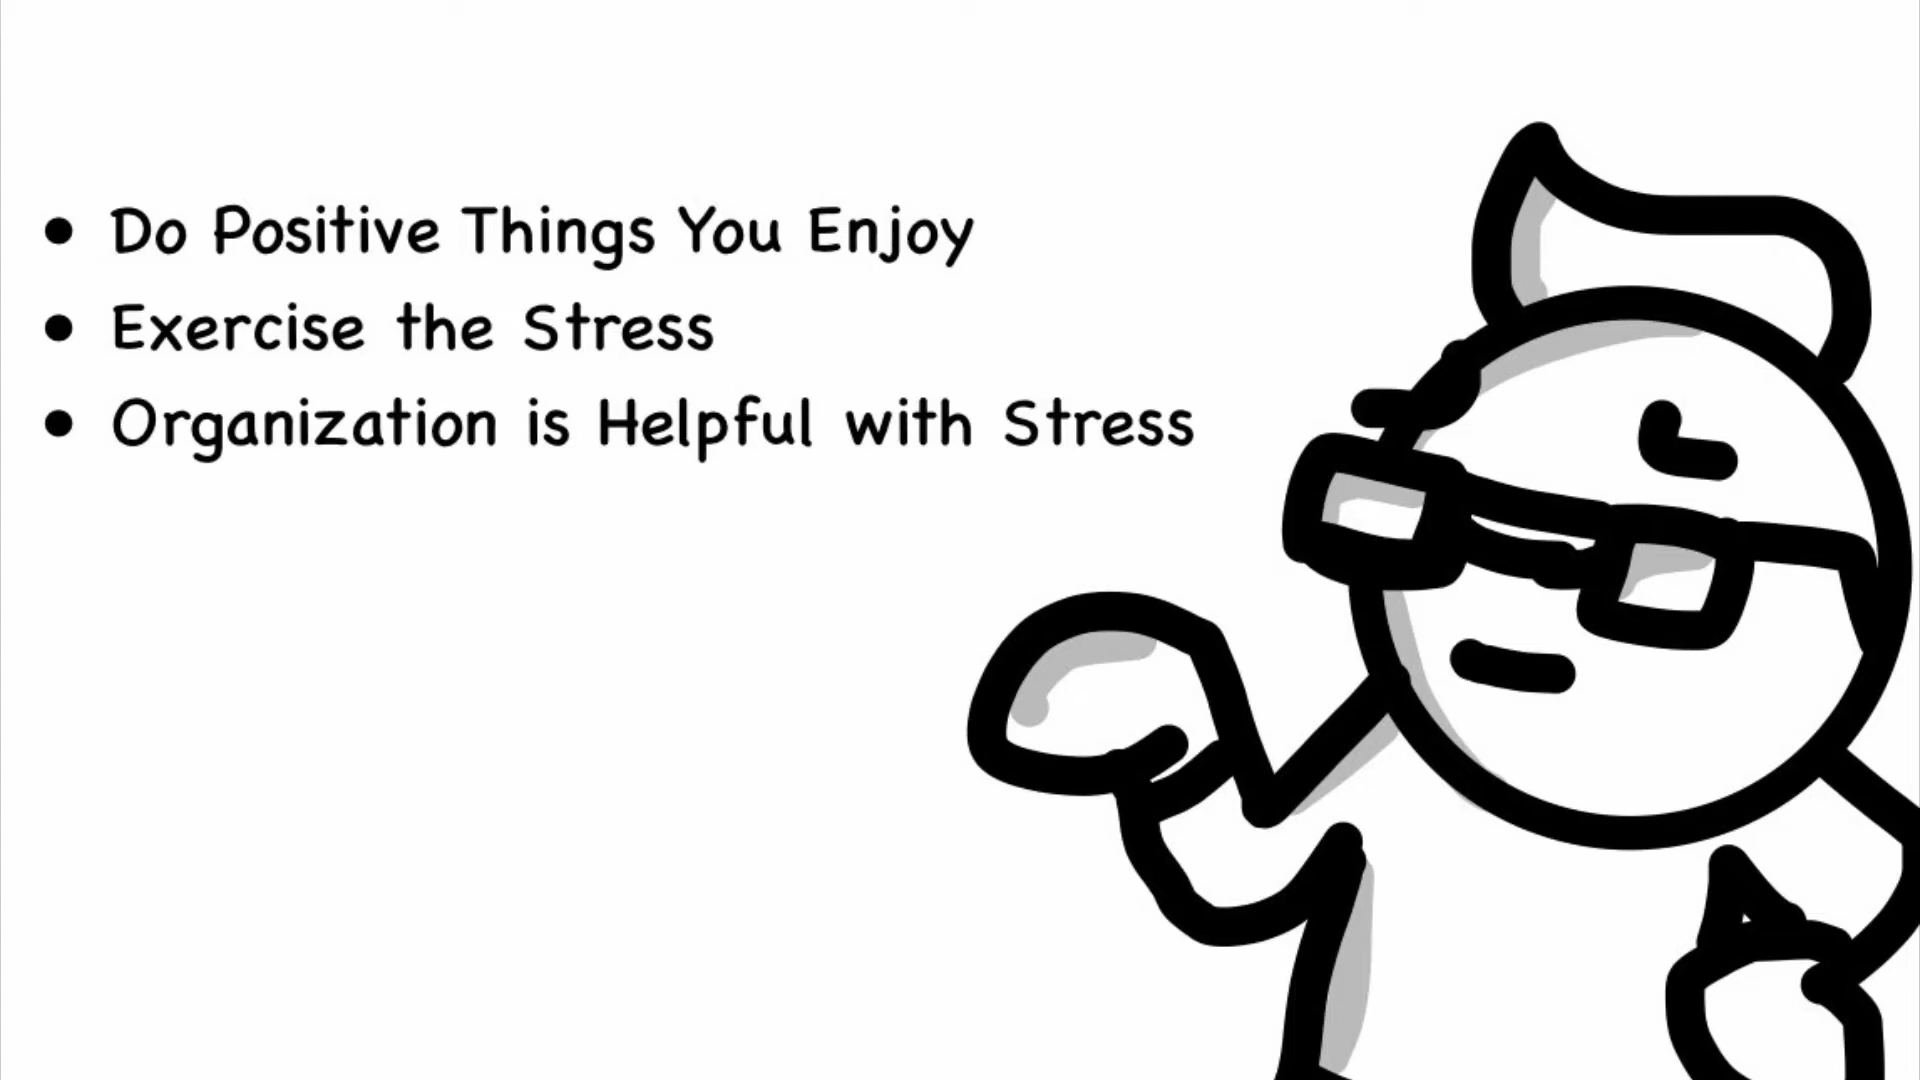 • Do Positive Things You Enjoy
• Exercise the Stress
• Organization is Helpful with Stress